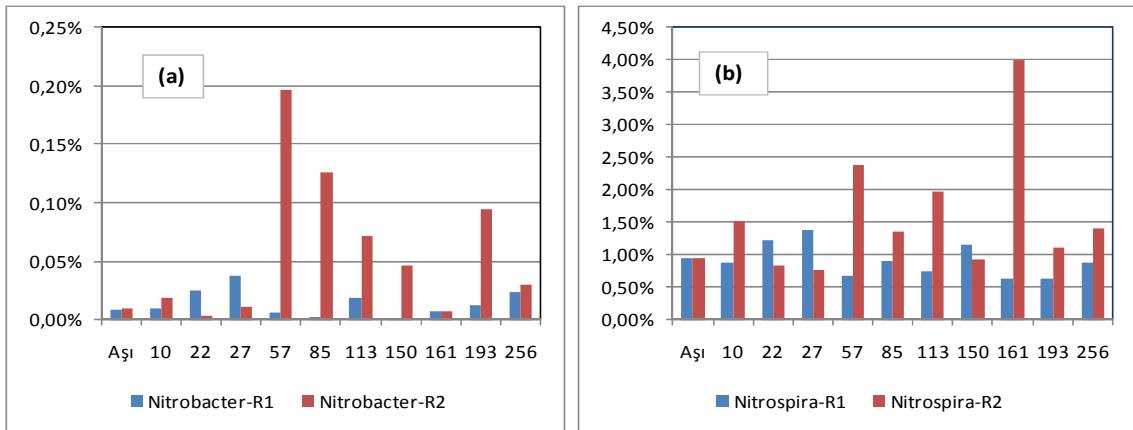 (a)
0,25%
0,20%
0,15%
0,10%
0,05%
0,00%
Aşı 10 22 27 57 85 113 150 161 193 256
Nitrobacter-R1 Nitrobacter-R2
(b)
4,50%
4,00%
3,50%
3,00%
2,50%
2,00%
1,50%
1,00%
0,50%
0,00%
Aşı 10 22 27 57 85 113 150 161 193 256
Nitrospira-R1 Nitrospira-R2